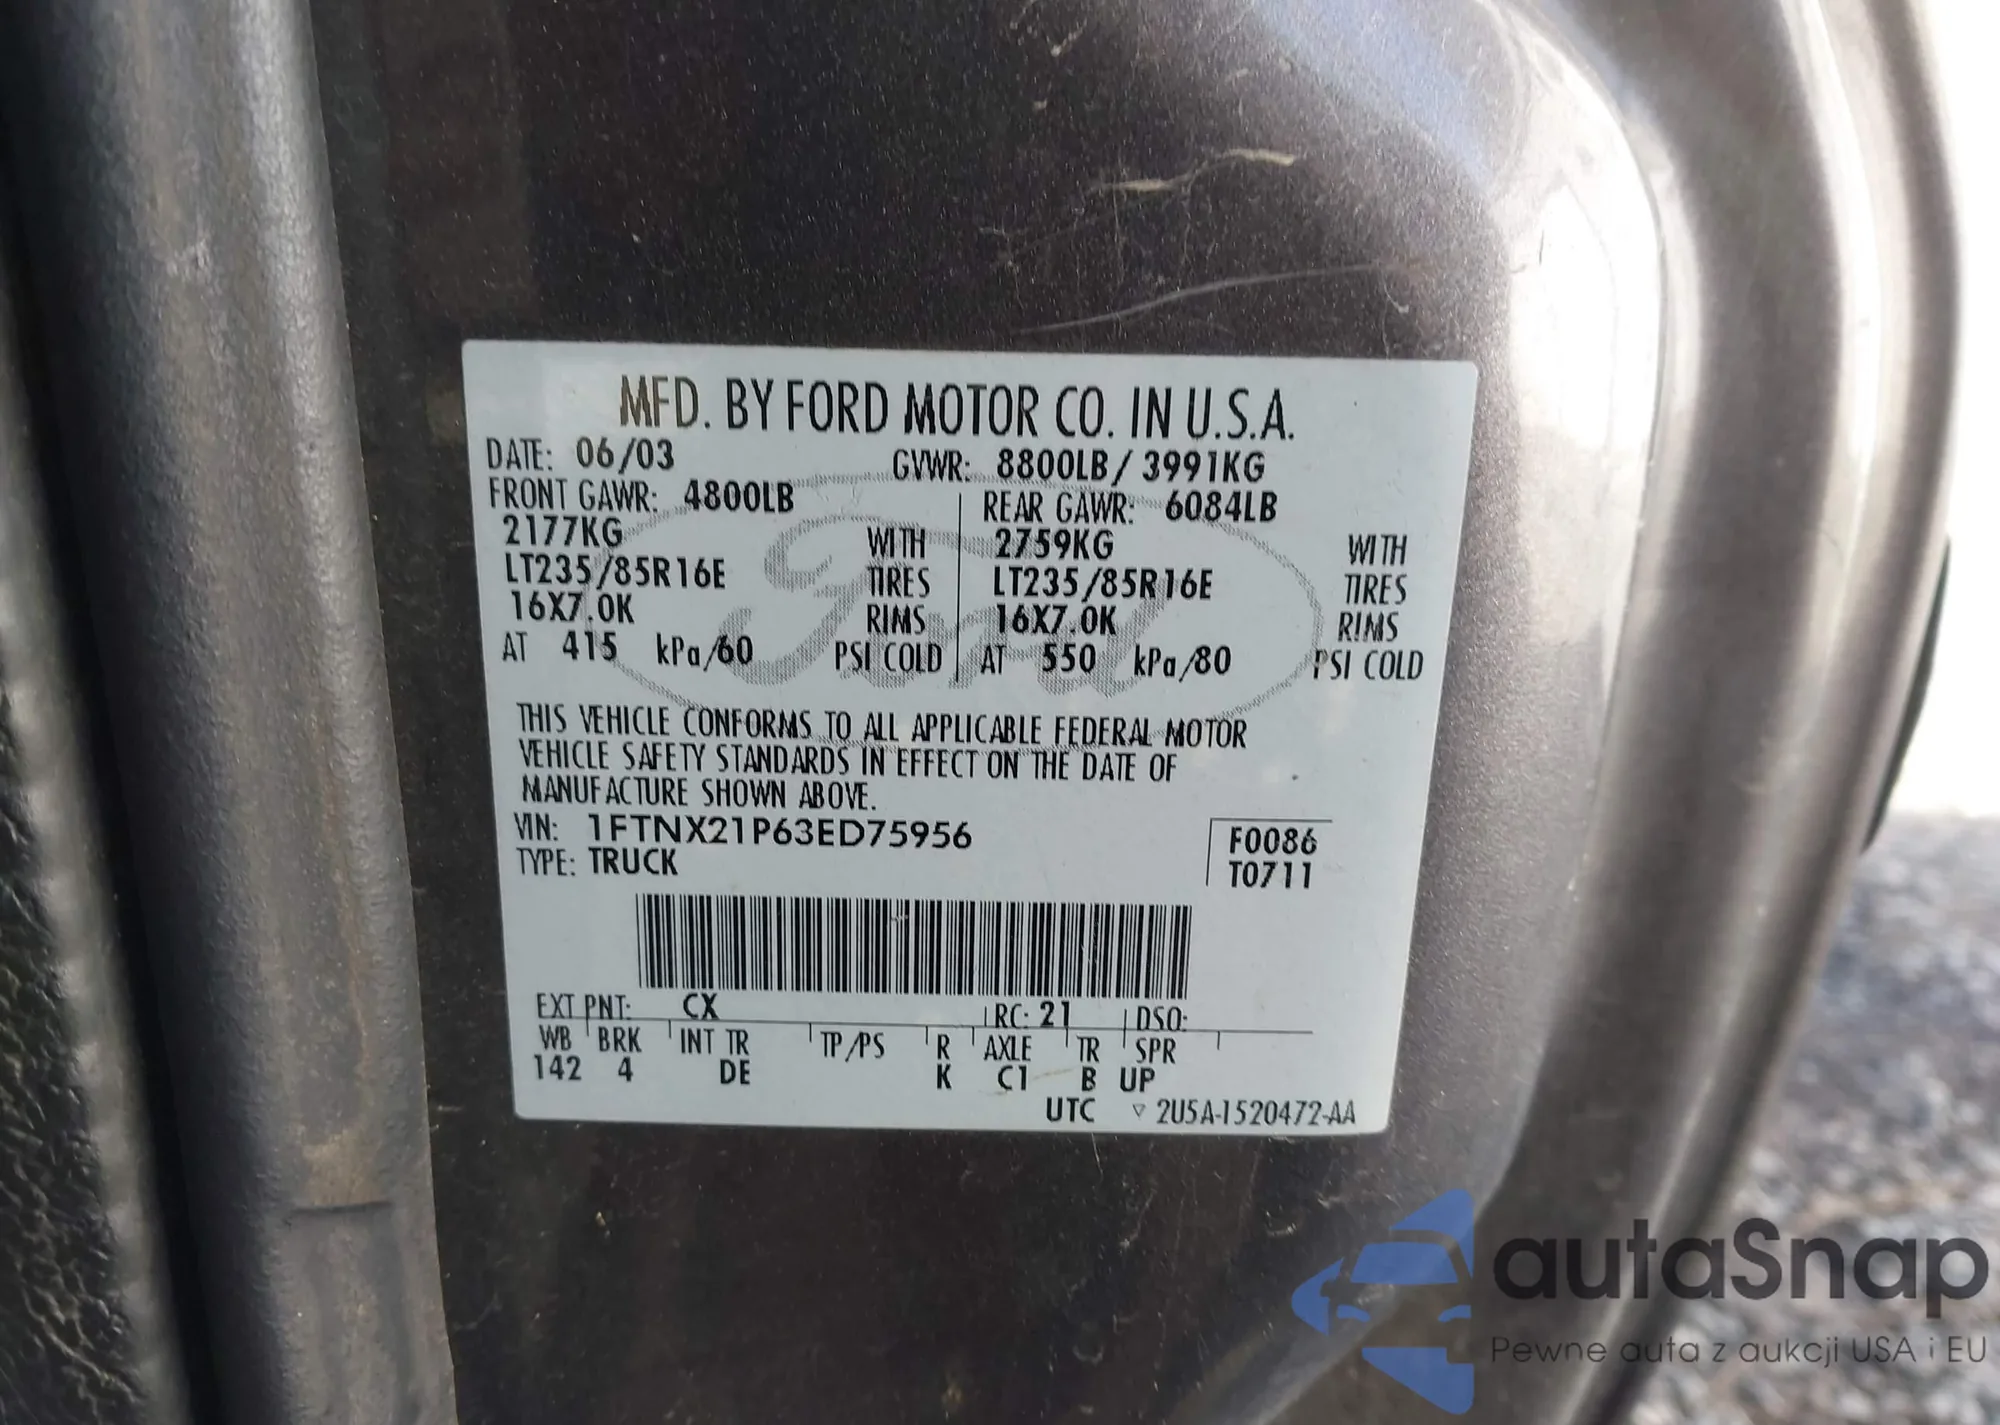 MFD. BY FORD MOTOR CO. IN U.S.A.
DATE: 06/03 GVWR: 8800LB/ 3991KG
FRONT GAWR: 4800LB REAR GAWR: 6084LB
2177KG WITH 2759KG WITH
LT235/85R16E TIRES LT235/85R16E TIRES
16X7.0K RIMS 16X7.0K RIMS
AT 415 kPa/60 PSI COLD AT 550 kPa/80 PSI COLD
Ford
THIS VEHICLE CONFORMS TO ALL APPLICABLE FEDERAL MOTOR
VEHICLE SAFETY STANDARDS IN EFFECT ON THE DATE OF
MANUFACTURE SHOWN ABOVE.
VIN: 1FTNX21P63ED75956 F0086
TYPE: TRUCK T0711
EXT PNT: CX RC: 21 DSO:
WB BRK INT TR TP/PS R AXLE TR SPR
142 4 DE K C1 B UP
UTC ▽ 2U5A-1520472-AA
autaSnap
Pewne auta z aukcji USA i EU